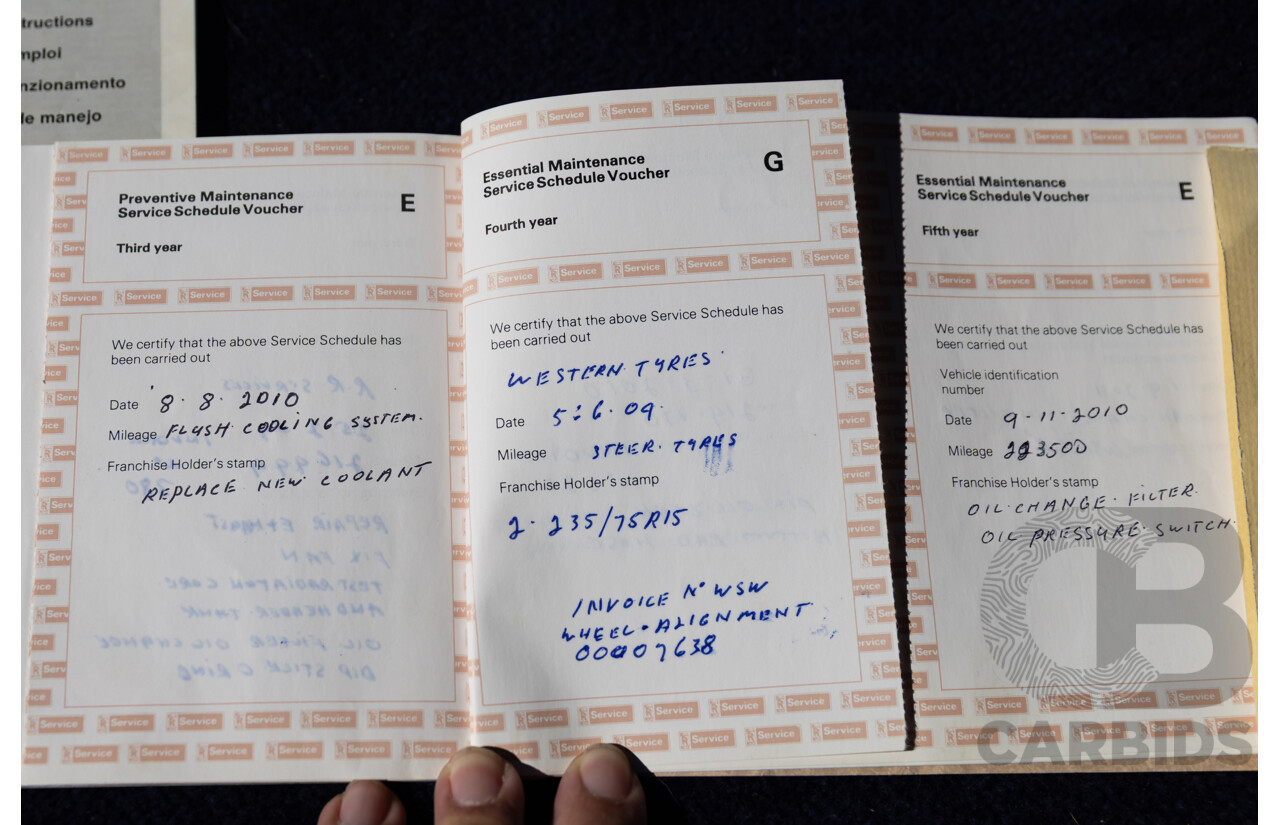 tructions
mploi
nzionamento
le manejo
Preventive Maintenance
Service Schedule Voucher
E
Third year
We certify that the above Service Schedule has
been carried out
Date 8.8.2010
Mileage FLUSH COOLING SYSTEM.
Franchise Holder's stamp
REPLACE NEW COOLANT
Essential Maintenance
Service Schedule Voucher
G
Fourth year
We certify that the above Service Schedule has
been carried out
WESTERN TYRES
Date 5:6.09.
Mileage STEER TYRES
Franchise Holder's stamp
2. 235/75R15
INVOICE Nº WSW
WHEEL.ALIGNMENT
00007638
Essential Maintenance
Service Schedule Voucher
E
Fifth year
We certify that the above Service Schedule has
been carried out
Vehicle identification
number
Date 9-11-2010
Mileage 223500
Franchise Holder's stamp
OIL.CHANGE.FILTER.
OIL PRESSURE SWITCH.
CB
CARBIDS